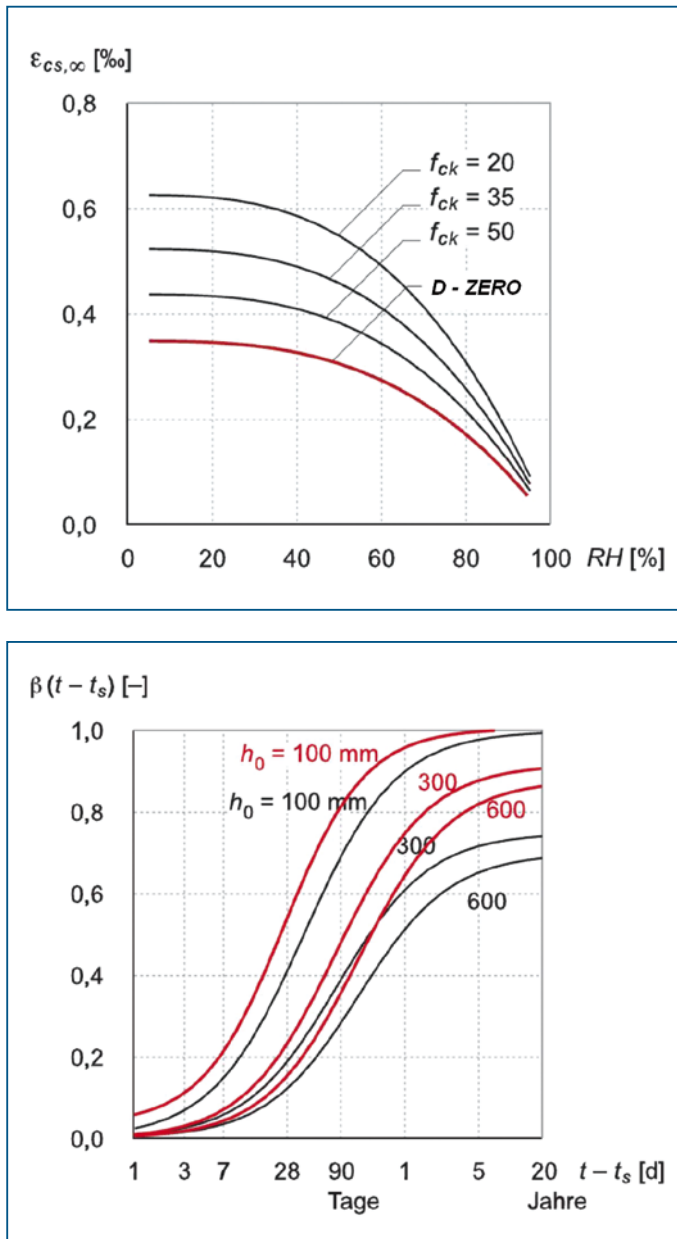 εcs,∞ [‰]
0,8
0,6
0,4
0,2
0,0
fck = 20
fck = 35
fck = 50
D - ZERO
0 20 40 60 80 100 RH [%]
β (t – ts) [–]
1,0
0,8
0,6
0,4
0,2
0,0
h0 = 100 mm
h0 = 100 mm
300
600
300
600
1 3 7 28 90 1 5 20 t – ts [d]
Tage Jahre